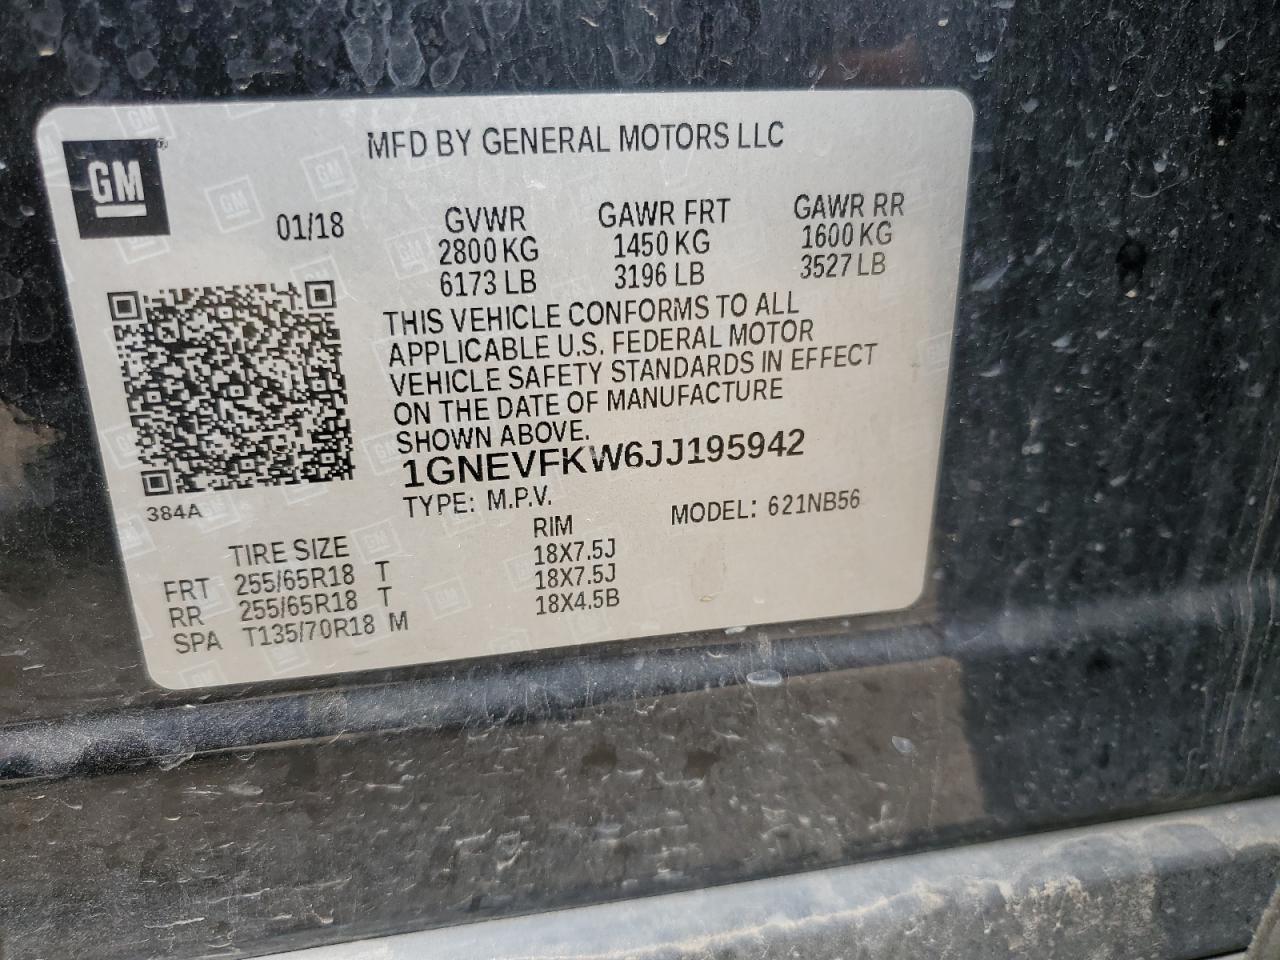 GM
MFD BY GENERAL MOTORS LLC
01/18
GVWR GAWR FRT GAWR RR
2800 KG 1450 KG 1600 KG
6173 LB 3196 LB 3527 LB
THIS VEHICLE CONFORMS TO ALL
APPLICABLE U.S. FEDERAL MOTOR
VEHICLE SAFETY STANDARDS IN EFFECT
ON THE DATE OF MANUFACTURE
SHOWN ABOVE.
1GNEVFKW6JJ195942
384A
TYPE: M.P.V. MODEL: 621NB56
TIRE SIZE RIM
FRT 255/65R18 T 18X7.5J
RR 255/65R18 T 18X7.5J
SPA T135/70R18 M 18X4.5B